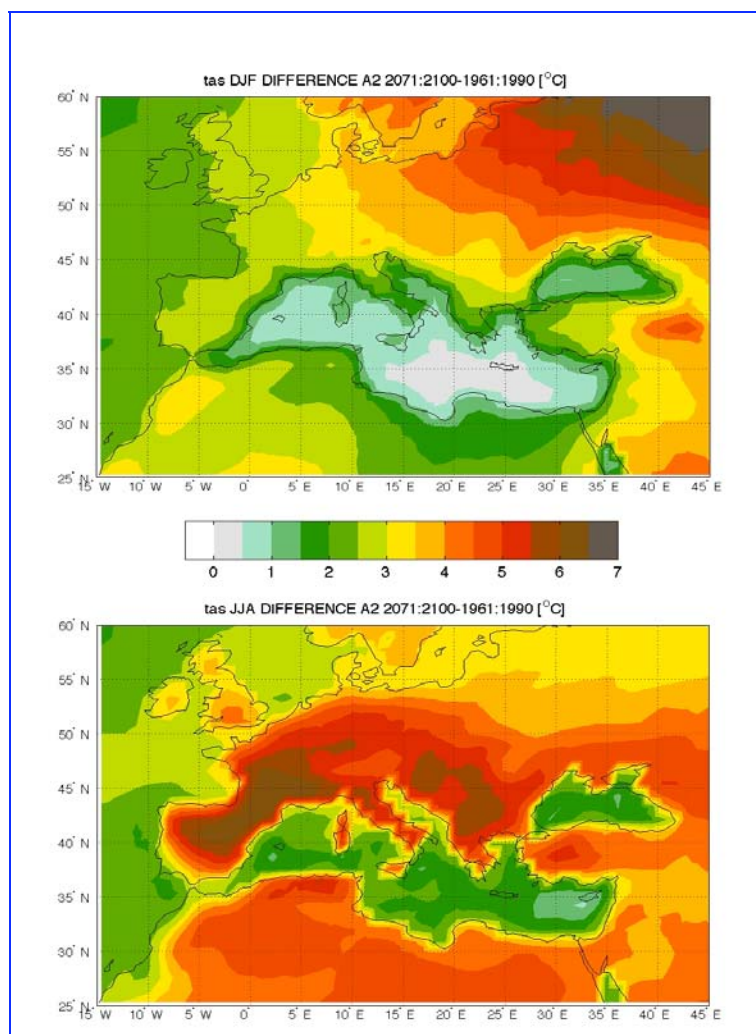 tas DJF DIFFERENCE A2 2071:2100-1961:1990 [°C]
60° N
55° N
50° N
45° N
40° N
35° N
30° N
25° N
15° W 10° W 5° W 0° 5° E 10° E 15° E 20° E 25° E 30° E 35° E 40° E 45° E
0 1 2 3 4 5 6 7
tas JJA DIFFERENCE A2 2071:2100-1961:1990 [°C]
60° N
55° N
50° N
45° N
40° N
35° N
30° N
25° N
15° W 10° W 5° W 0° 5° E 10° E 15° E 20° E 25° E 30° E 35° E 40° E 45° E